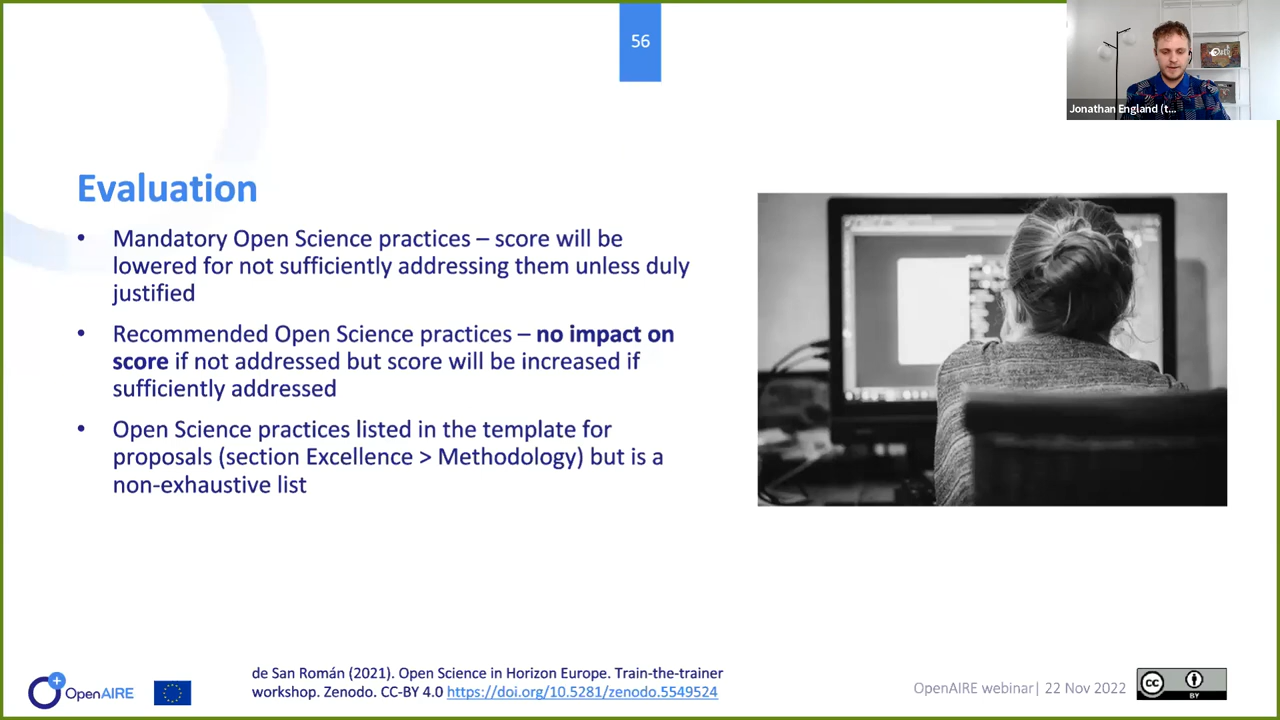 56
Jonathan England (t...
Evaluation
• Mandatory Open Science practices – score will be
lowered for not sufficiently addressing them unless duly
justified
• Recommended Open Science practices – no impact on
score if not addressed but score will be increased if
sufficiently addressed
• Open Science practices listed in the template for
proposals (section Excellence > Methodology) but is a
non-exhaustive list
de San Román (2021). Open Science in Horizon Europe. Train-the-trainer
workshop. Zenodo. CC-BY 4.0 https://doi.org/10.5281/zenodo.5549524
OpenAIRE
OpenAIRE webinar| 22 Nov 2022
CC
BY